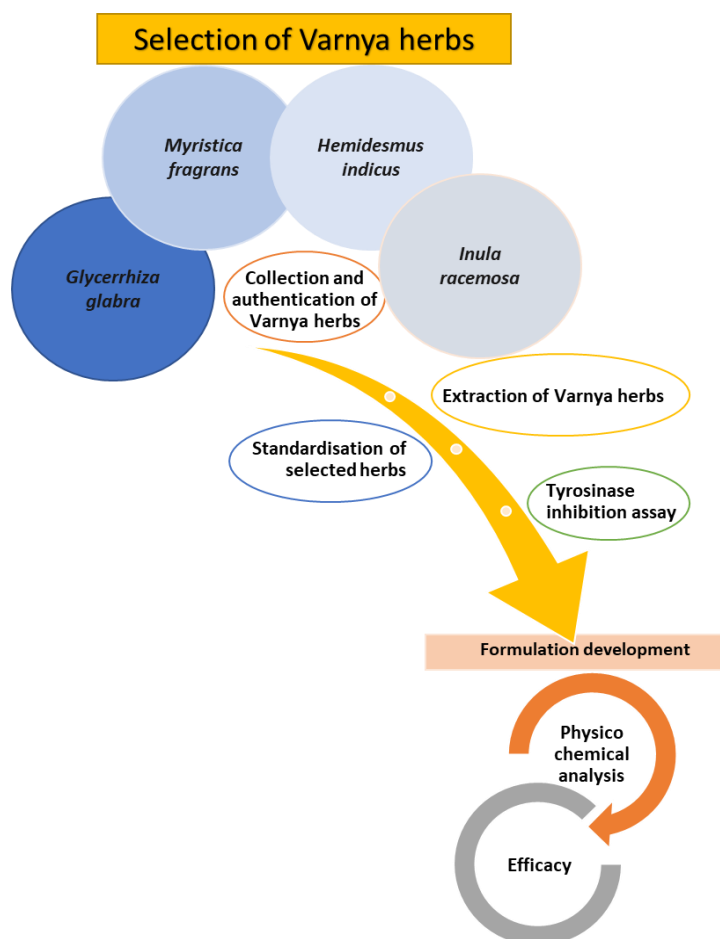 Selection of Varnya herbs
Myristica
fragrans
Hemidesmus
indicus
Glycerrhiza
glabra
Inula
racemosa
Collection and
authentication of
Varnya herbs
Extraction of Varnya herbs
Standardisation of
selected herbs
Tyrosinase
inhibition assay
Formulation development
Physico
chemical
analysis
Efficacy